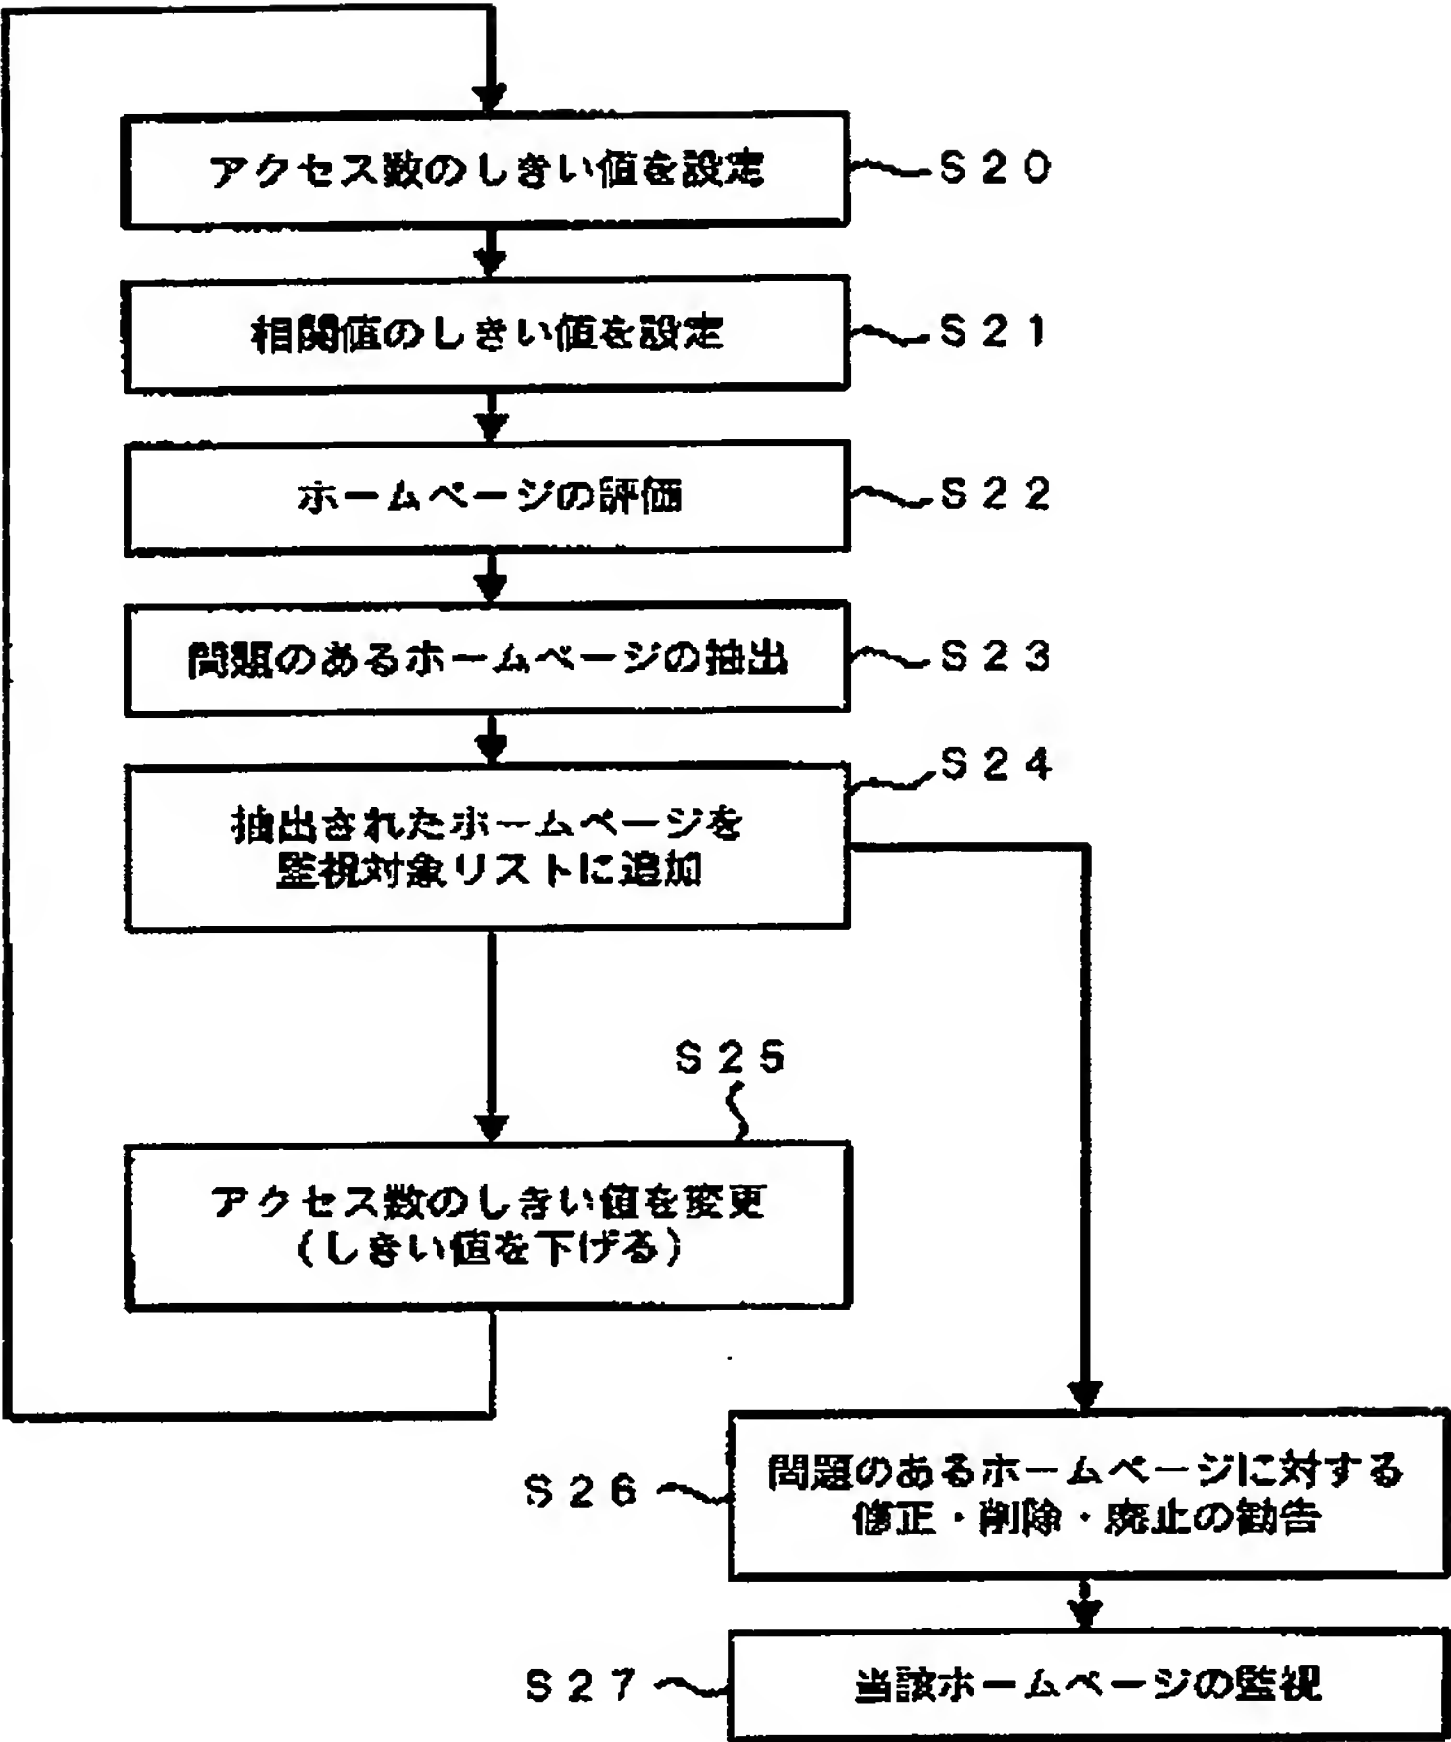 アクセス数のしきい値を設定
S20
相関値のしきい値を設定
S21
ホームページの評価
S22
問題のあるホームページの抽出
S23
S24
抽出されたホームページを
監視対象リストに追加
S25
アクセス数のしきい値を変更
(しきい値を下げる)
問題のあるホームページに対する
修正・削除・廃止の勧告
S26
当該ホームページの監視
S27